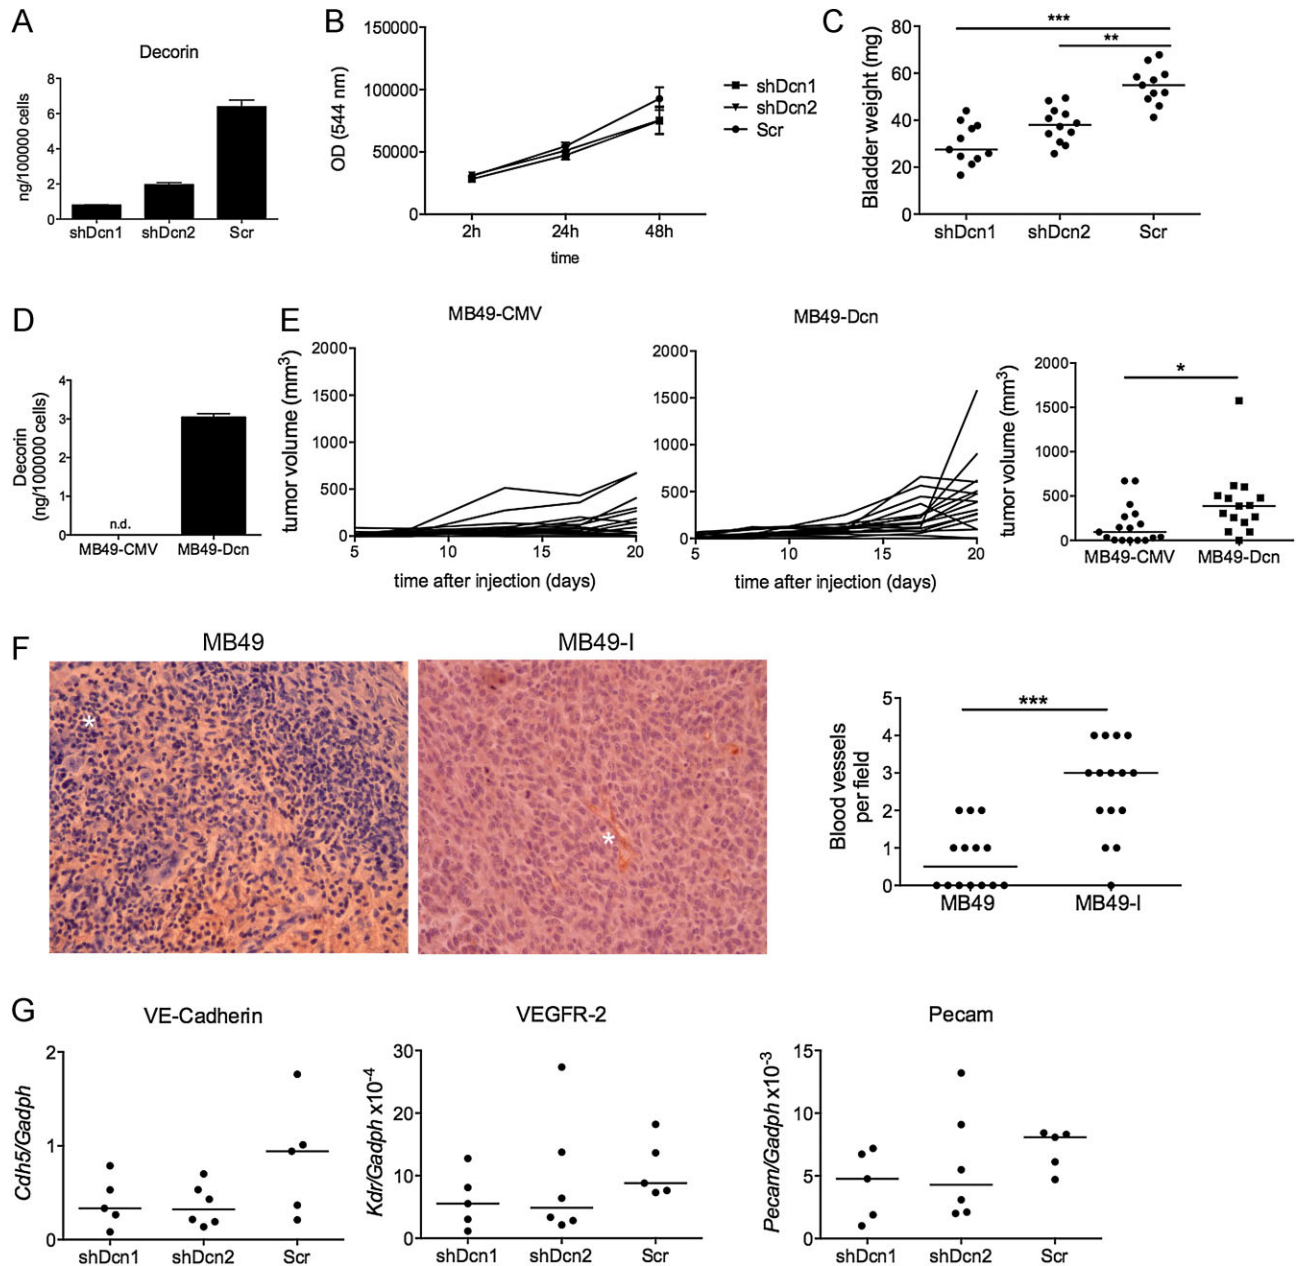 A
Decorin
ng/100000 cells
8
6
4
2
0
shDcn1 shDcn2 Scr
B
OD (544 nm)
150000
100000
50000
0
2h 24h 48h
time
shDcn1
shDcn2
Scr
C
Bladder weight (mg)
80
60
40
20
0
***
**
shDcn1 shDcn2 Scr
D
Decorin
(ng/100000 cells)
4
3
2
1
0
n.d.
MB49-CMV MB49-Dcn
E
MB49-CMV
tumor volume (mm³)
2000
1500
1000
500
0
5 10 15 20
time after injection (days)
MB49-Dcn
tumor volume (mm³)
2000
1500
1000
500
0
5 10 15 20
time after injection (days)
tumor volume (mm³)
2000
1500
1000
500
0
*
MB49-CMV MB49-Dcn
F
MB49
*
MB49-I
*
Blood vessels
per field
5
4
3
2
1
0
***
MB49 MB49-I
G
VE-Cadherin
Cdh5/Gadph
2
1
0
shDcn1 shDcn2 Scr
VEGFR-2
Kdr/Gadph x10⁻⁴
30
20
10
0
shDcn1 shDcn2 Scr
Pecam
Pecam/Gadph x10⁻³
15
10
5
0
shDcn1 shDcn2 Scr